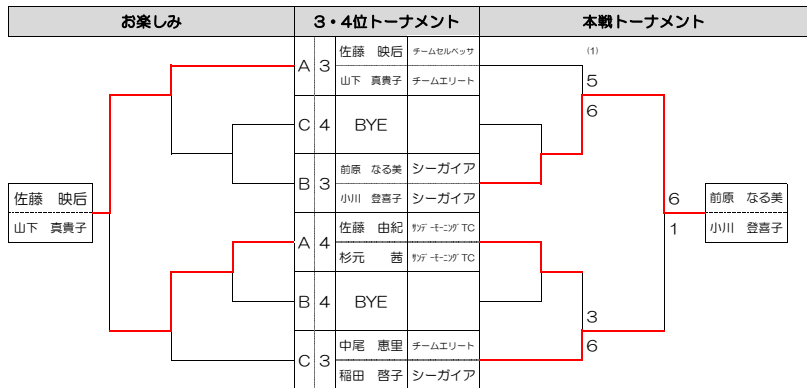 お楽しみ 3・4位トーナメント 本戦トーナメント
A 3 佐藤　映后 チームセルベッサ (1)
山下　真貴子 チームエリート 5
C 4 BYE 6
B 3 前原　なる美 シーガイア
小川　登喜子 シーガイア
佐藤　映后 6 前原　なる美
山下　真貴子 1 小川　登喜子
A 4 佐藤　由紀 ｻﾝﾃﾞｰﾓｰﾆﾝｸﾞTC
杉元　茜 ｻﾝﾃﾞｰﾓｰﾆﾝｸﾞTC
B 4 BYE
3
C 3 中尾　恵里 チームエリート 6
稲田　啓子 シーガイア